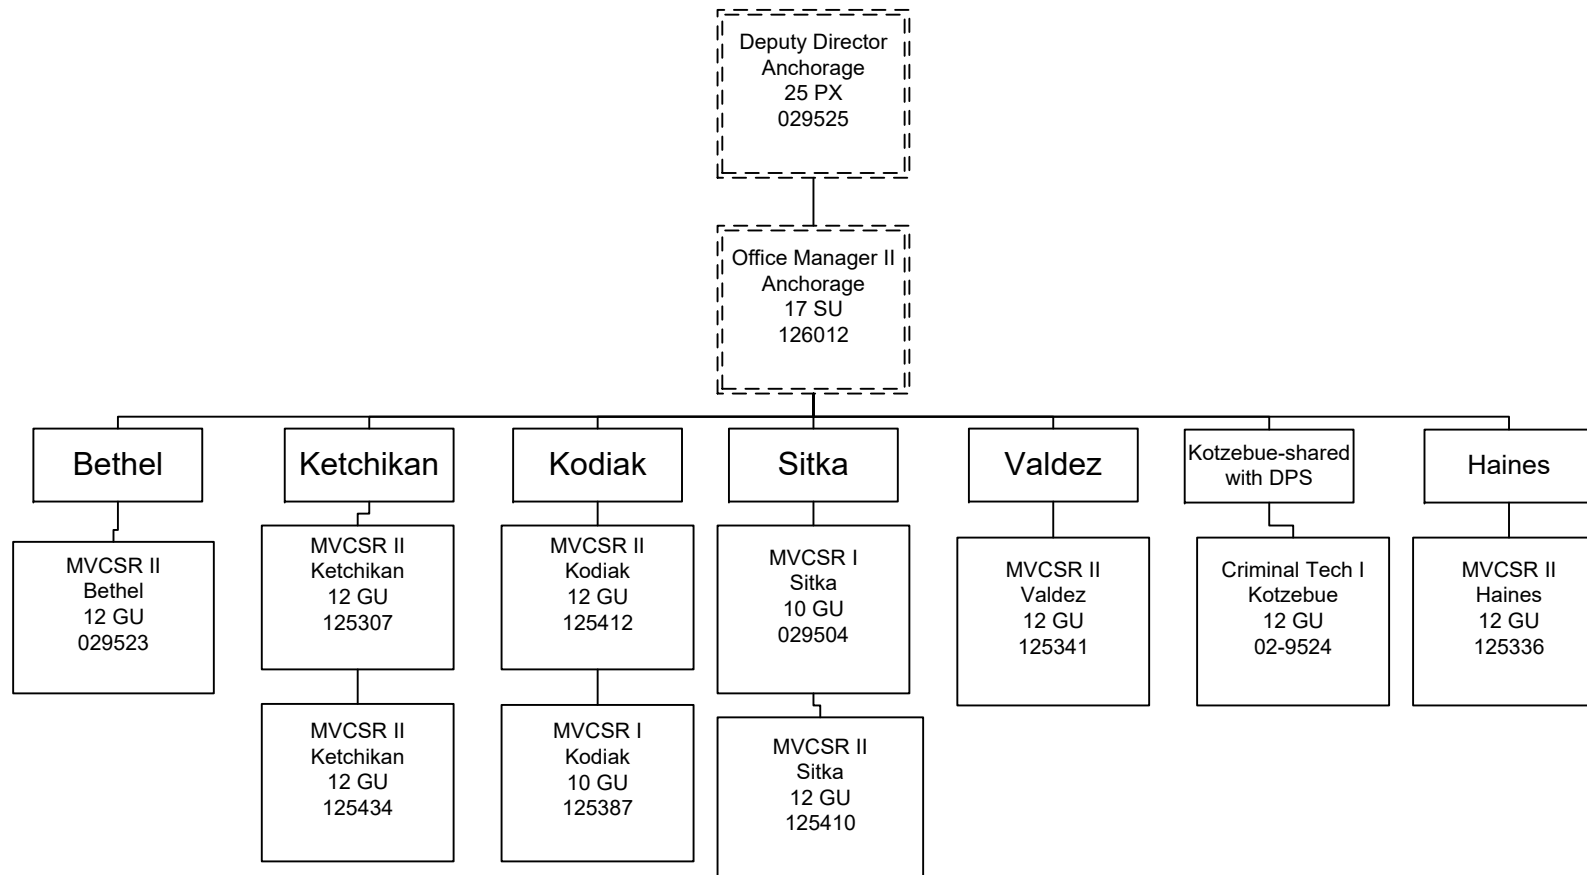 Deputy Director
Anchorage
25 PX
029525
Office Manager II
Anchorage
17 SU
126012
Bethel
Ketchikan
Kodiak
Sitka
Valdez
Kotzebue-shared
with DPS
Haines
MVCSR II
Bethel
12 GU
029523
MVCSR II
Ketchikan
12 GU
125307
MVCSR II
Kodiak
12 GU
125412
MVCSR I
Sitka
10 GU
029504
MVCSR II
Valdez
12 GU
125341
Criminal Tech I
Kotzebue
12 GU
02-9524
MVCSR II
Haines
12 GU
125336
MVCSR II
Ketchikan
12 GU
125434
MVCSR I
Kodiak
10 GU
125387
MVCSR II
Sitka
12 GU
125410